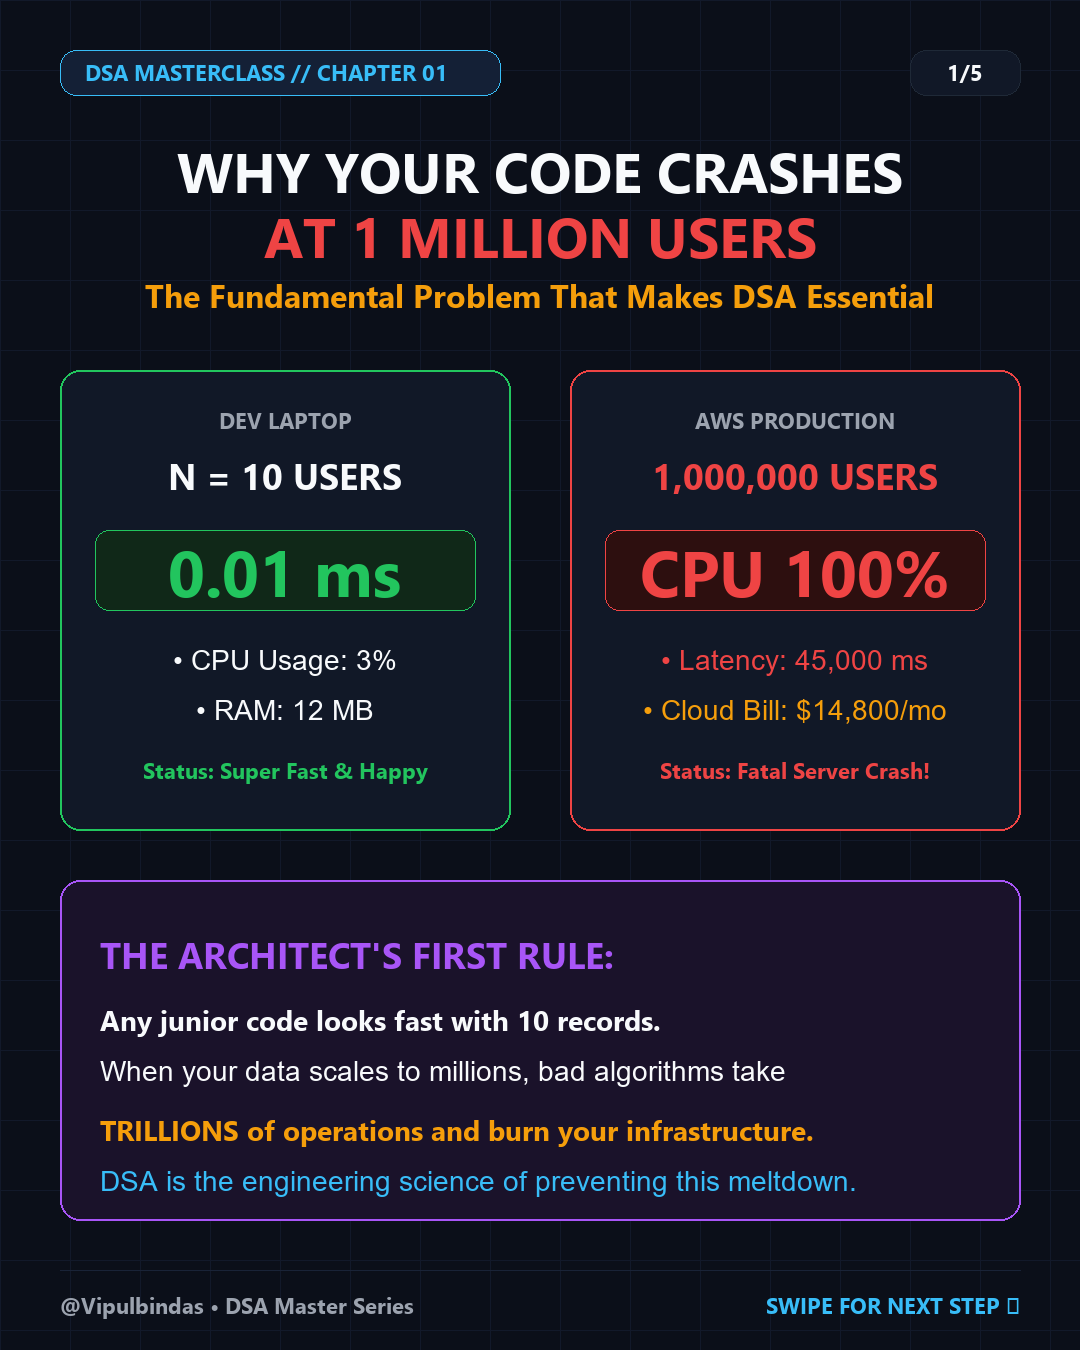 DSA MASTERCLASS // CHAPTER 01
1/5
WHY YOUR CODE CRASHES
AT 1 MILLION USERS
The Fundamental Problem That Makes DSA Essential
DEV LAPTOP
N = 10 USERS
0.01 ms
• CPU Usage: 3%
• RAM: 12 MB
Status: Super Fast & Happy
AWS PRODUCTION
1,000,000 USERS
CPU 100%
• Latency: 45,000 ms
• Cloud Bill: $14,800/mo
Status: Fatal Server Crash!
THE ARCHITECT'S FIRST RULE:
Any junior code looks fast with 10 records.
When your data scales to millions, bad algorithms take
TRILLIONS of operations and burn your infrastructure.
DSA is the engineering science of preventing this meltdown.
@Vipulbindas • DSA Master Series
SWIPE FOR NEXT STEP